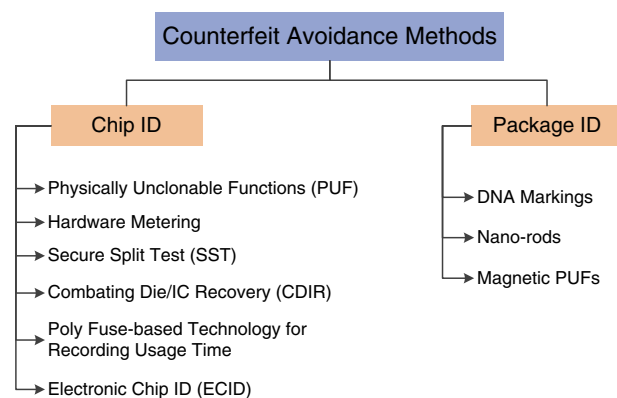 Counterfeit Avoidance Methods
Chip ID
Physically Unclonable Functions (PUF)
Hardware Metering
Secure Split Test (SST)
Combating Die/IC Recovery (CDIR)
Poly Fuse-based Technology for
Recording Usage Time
Electronic Chip ID (ECID)
Package ID
DNA Markings
Nano-rods
Magnetic PUFs